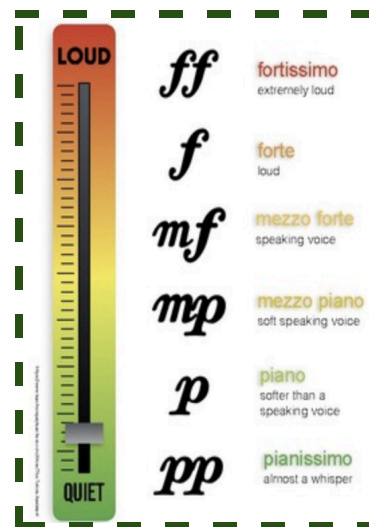 LOUD
ff
fortissimo
extremely loud
f
forte
loud
mf
mezzo forte
speaking voice
mp
mezzo piano
soft speaking voice
p
piano
softer than a
speaking voice
pp
pianissimo
almost a whisper
QUIET